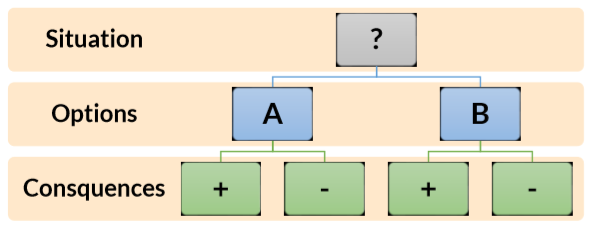 Situation ?
Options A B
Consquences + - + -